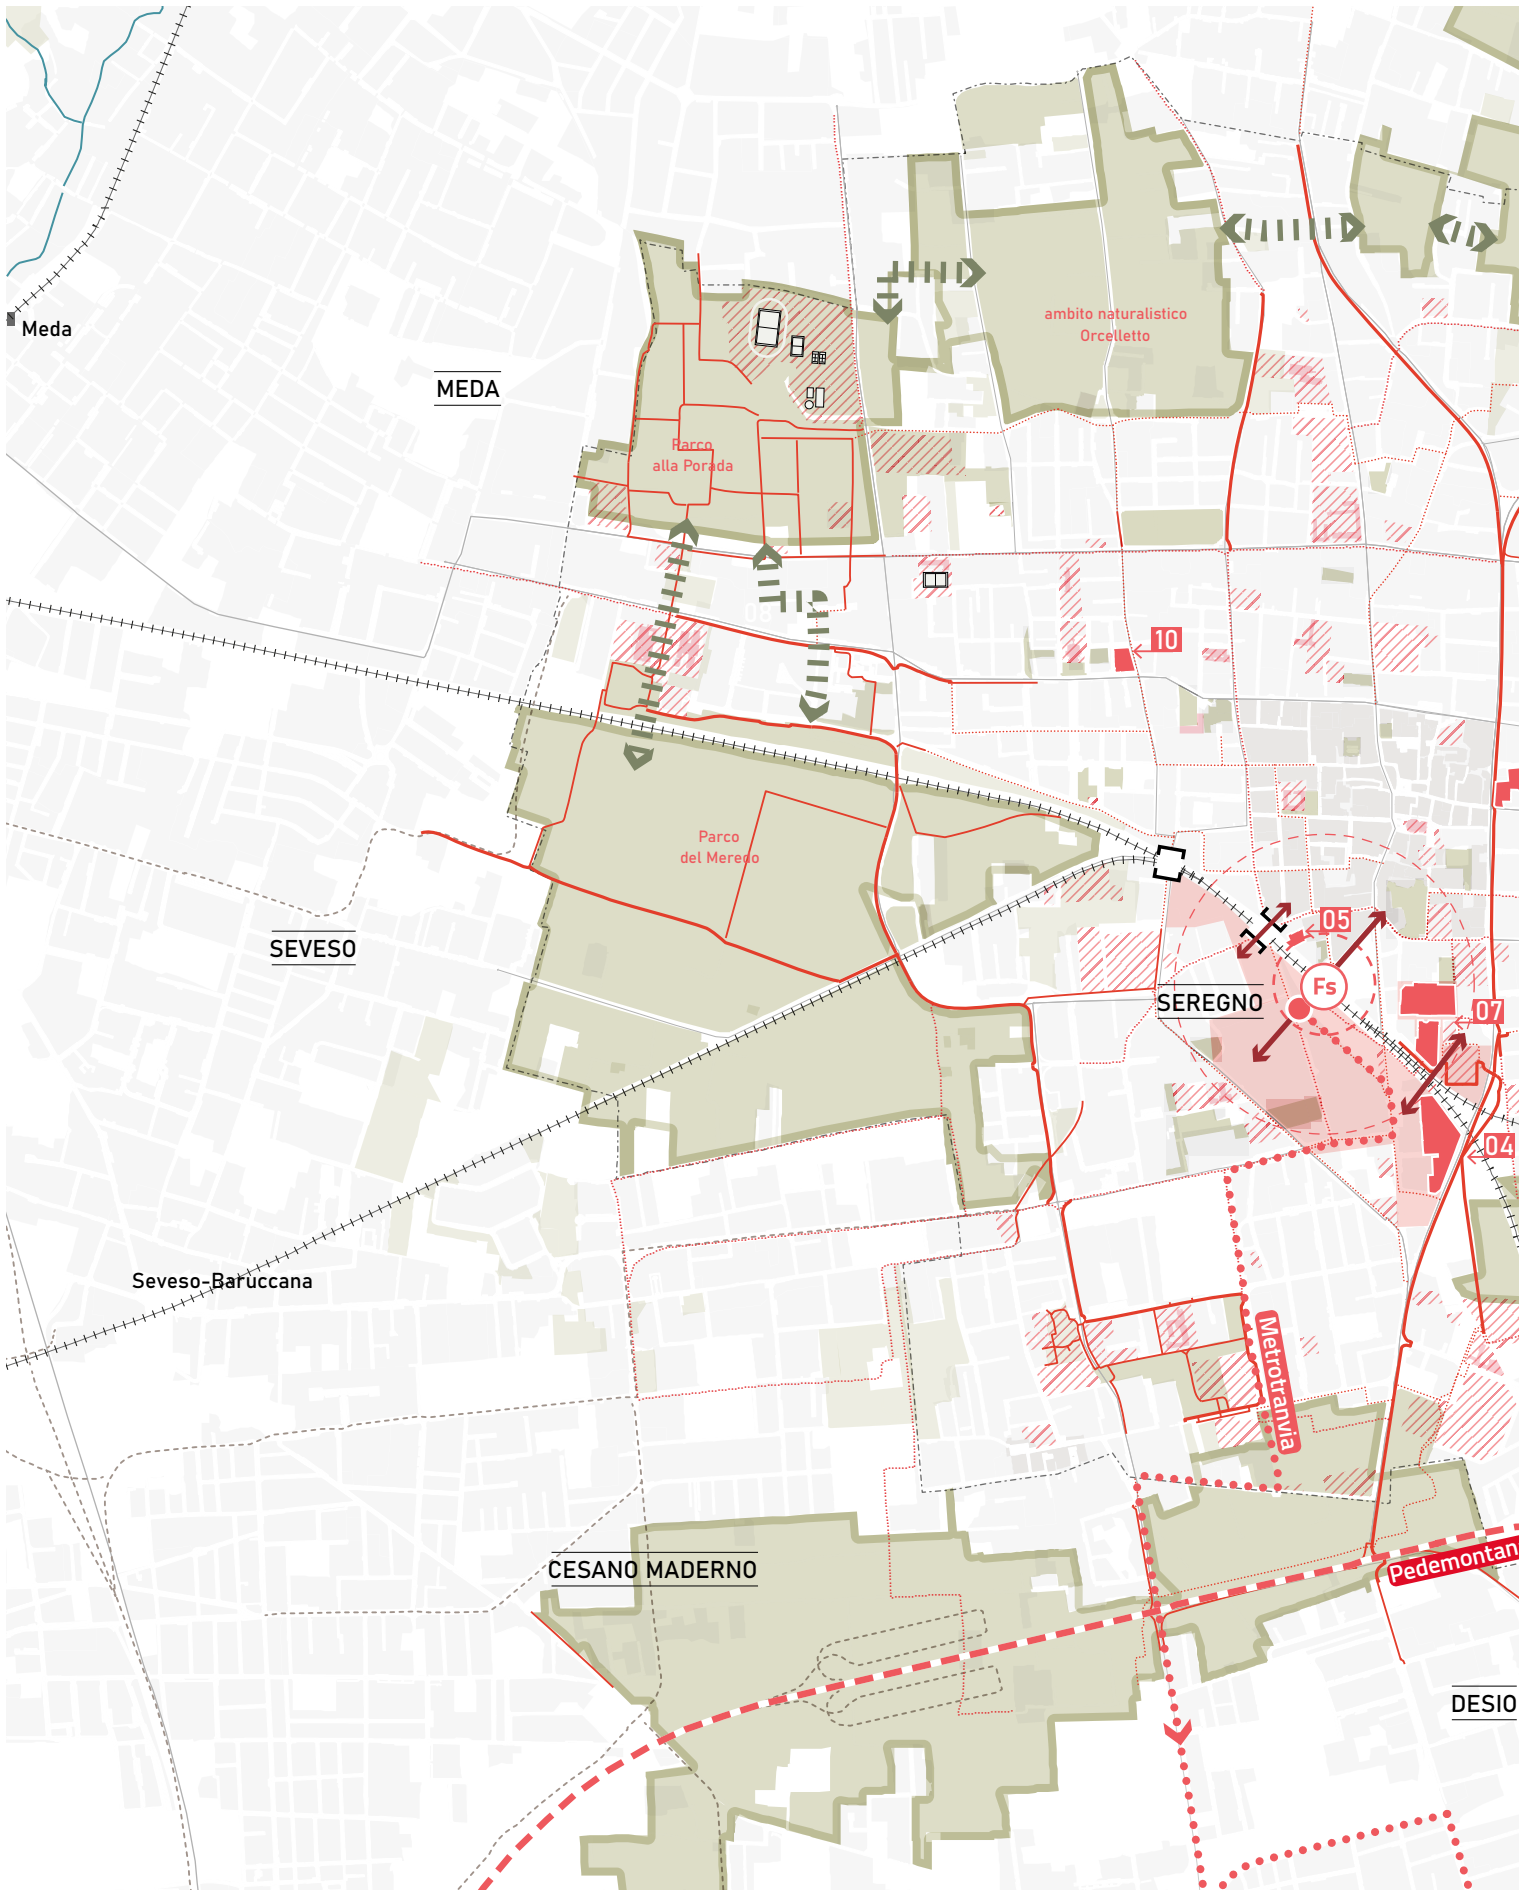 Meda
ambito naturalistico
Orcelletto
MEDA
Parco
alla Porada
08
10
Parco
del Meredo
05
SEVESO
Fs
SEREGNO
07
04
Seveso-Baruccana
Metrotranvia
CESANO MADERNO
Pedemontan
DESIO